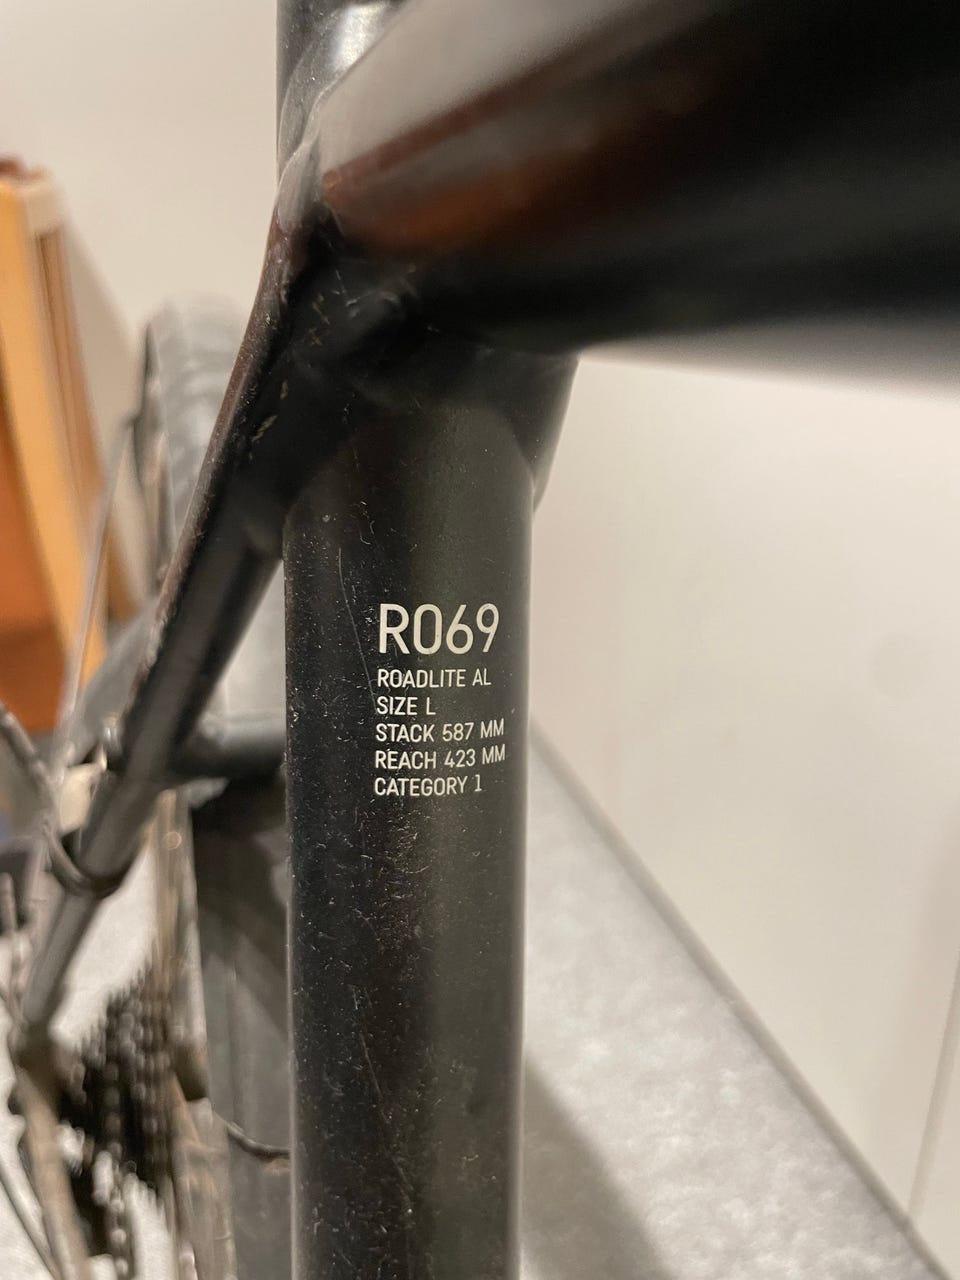 R069
ROADLITE AL
SIZE L
STACK 587 MM
REACH 423 MM
CATEGORY 1